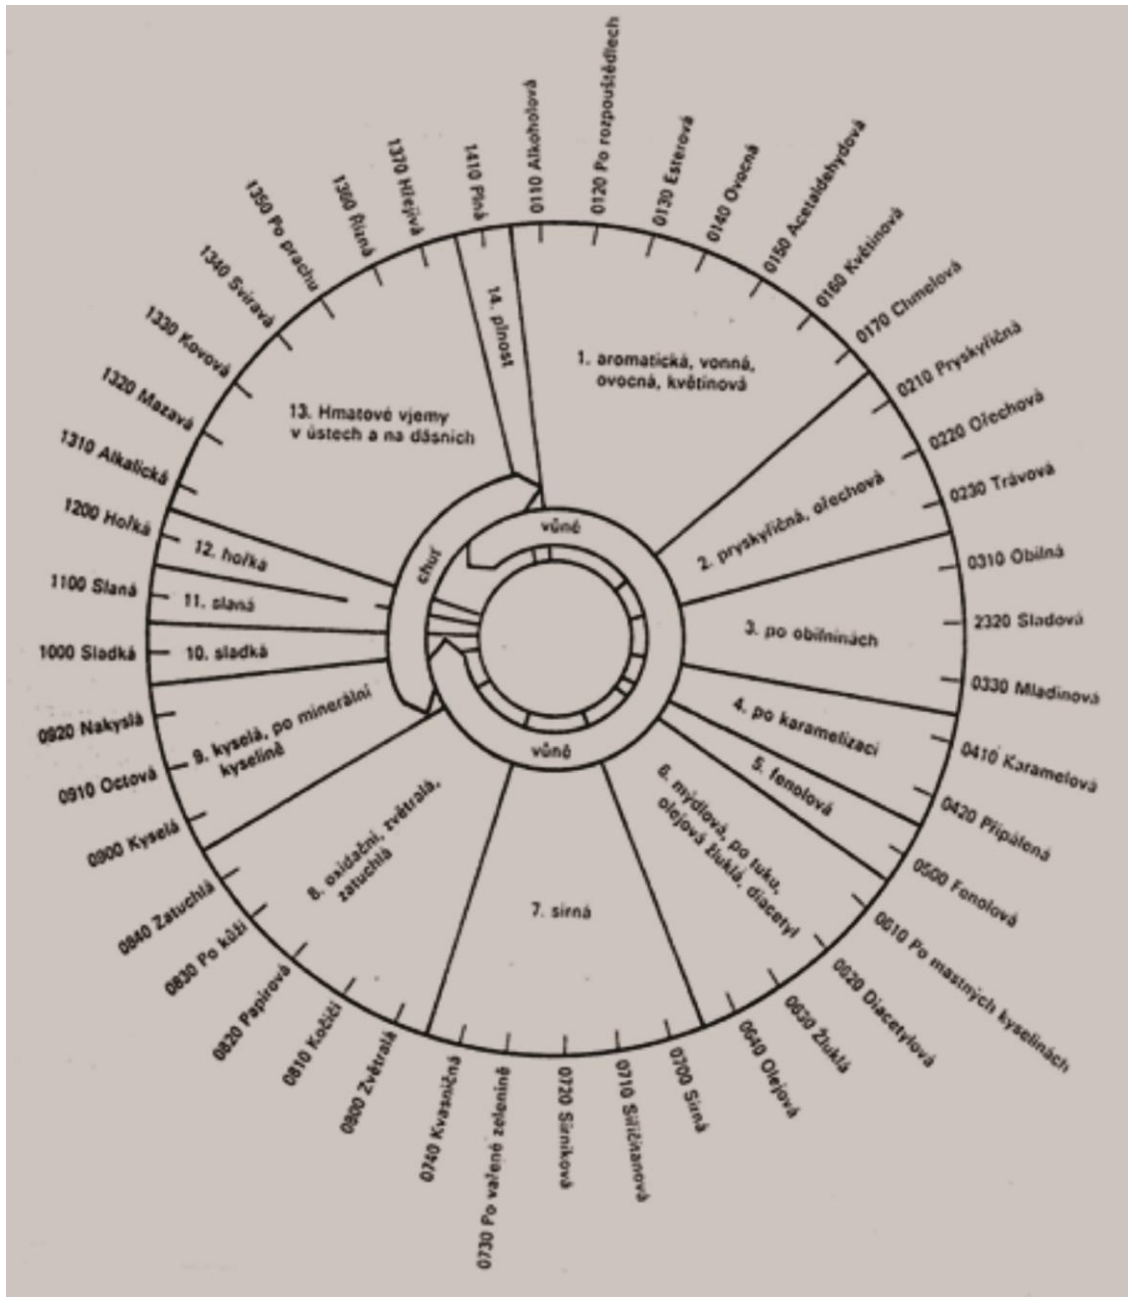 0110 Alkoholová
0120 Po rozpouštědlech
0130 Esterová
0140 Ovocná
0150 Acetaldehydová
0160 Květinová
0170 Chmelová
0210 Pryskyřičná
0220 Ořechová
0230 Trávová
0310 Obilná
2320 Sladová
0330 Mladinová
0410 Karamelová
0420 Připálená
0500 Fenolová
0610 Po mastných kyselinách
0620 Diacetylová
0630 Žluklá
0640 Olejová
0700 Sirná
0710 Siřičitanová
0720 Sirníková
0730 Po vařené zelenině
0740 Kvasničná
0800 Zvětralá
0810 Kočičí
0820 Papírová
0830 Po kůži
0840 Zatuchlá
0900 Kyselá
0910 Octová
0920 Nakyslá
1000 Sladká
1100 Slaná
1200 Hořká
1310 Alkalická
1320 Mazavá
1330 Kovová
1340 Svíravá
1350 Po prachu
1360 Řízná
1370 Hřejivá
1410 Plná
1. aromatická, vonná,
ovocná, květinová
2. pryskyřičná, ořechová
3. po obilninách
4. po karamelizaci
5. fenolová
6. mýdlová, po tuku,
olejová žluklá, diacetyl
7. sirná
8. oxidační, zvětralá,
zatuchlá
9. kyselá, po minerální
kyselině
10. sladká
11. slaná
12. hořká
13. Hmatové vjemy
v ústech a na dásních
14. plnost
chuť
vůně
vůně